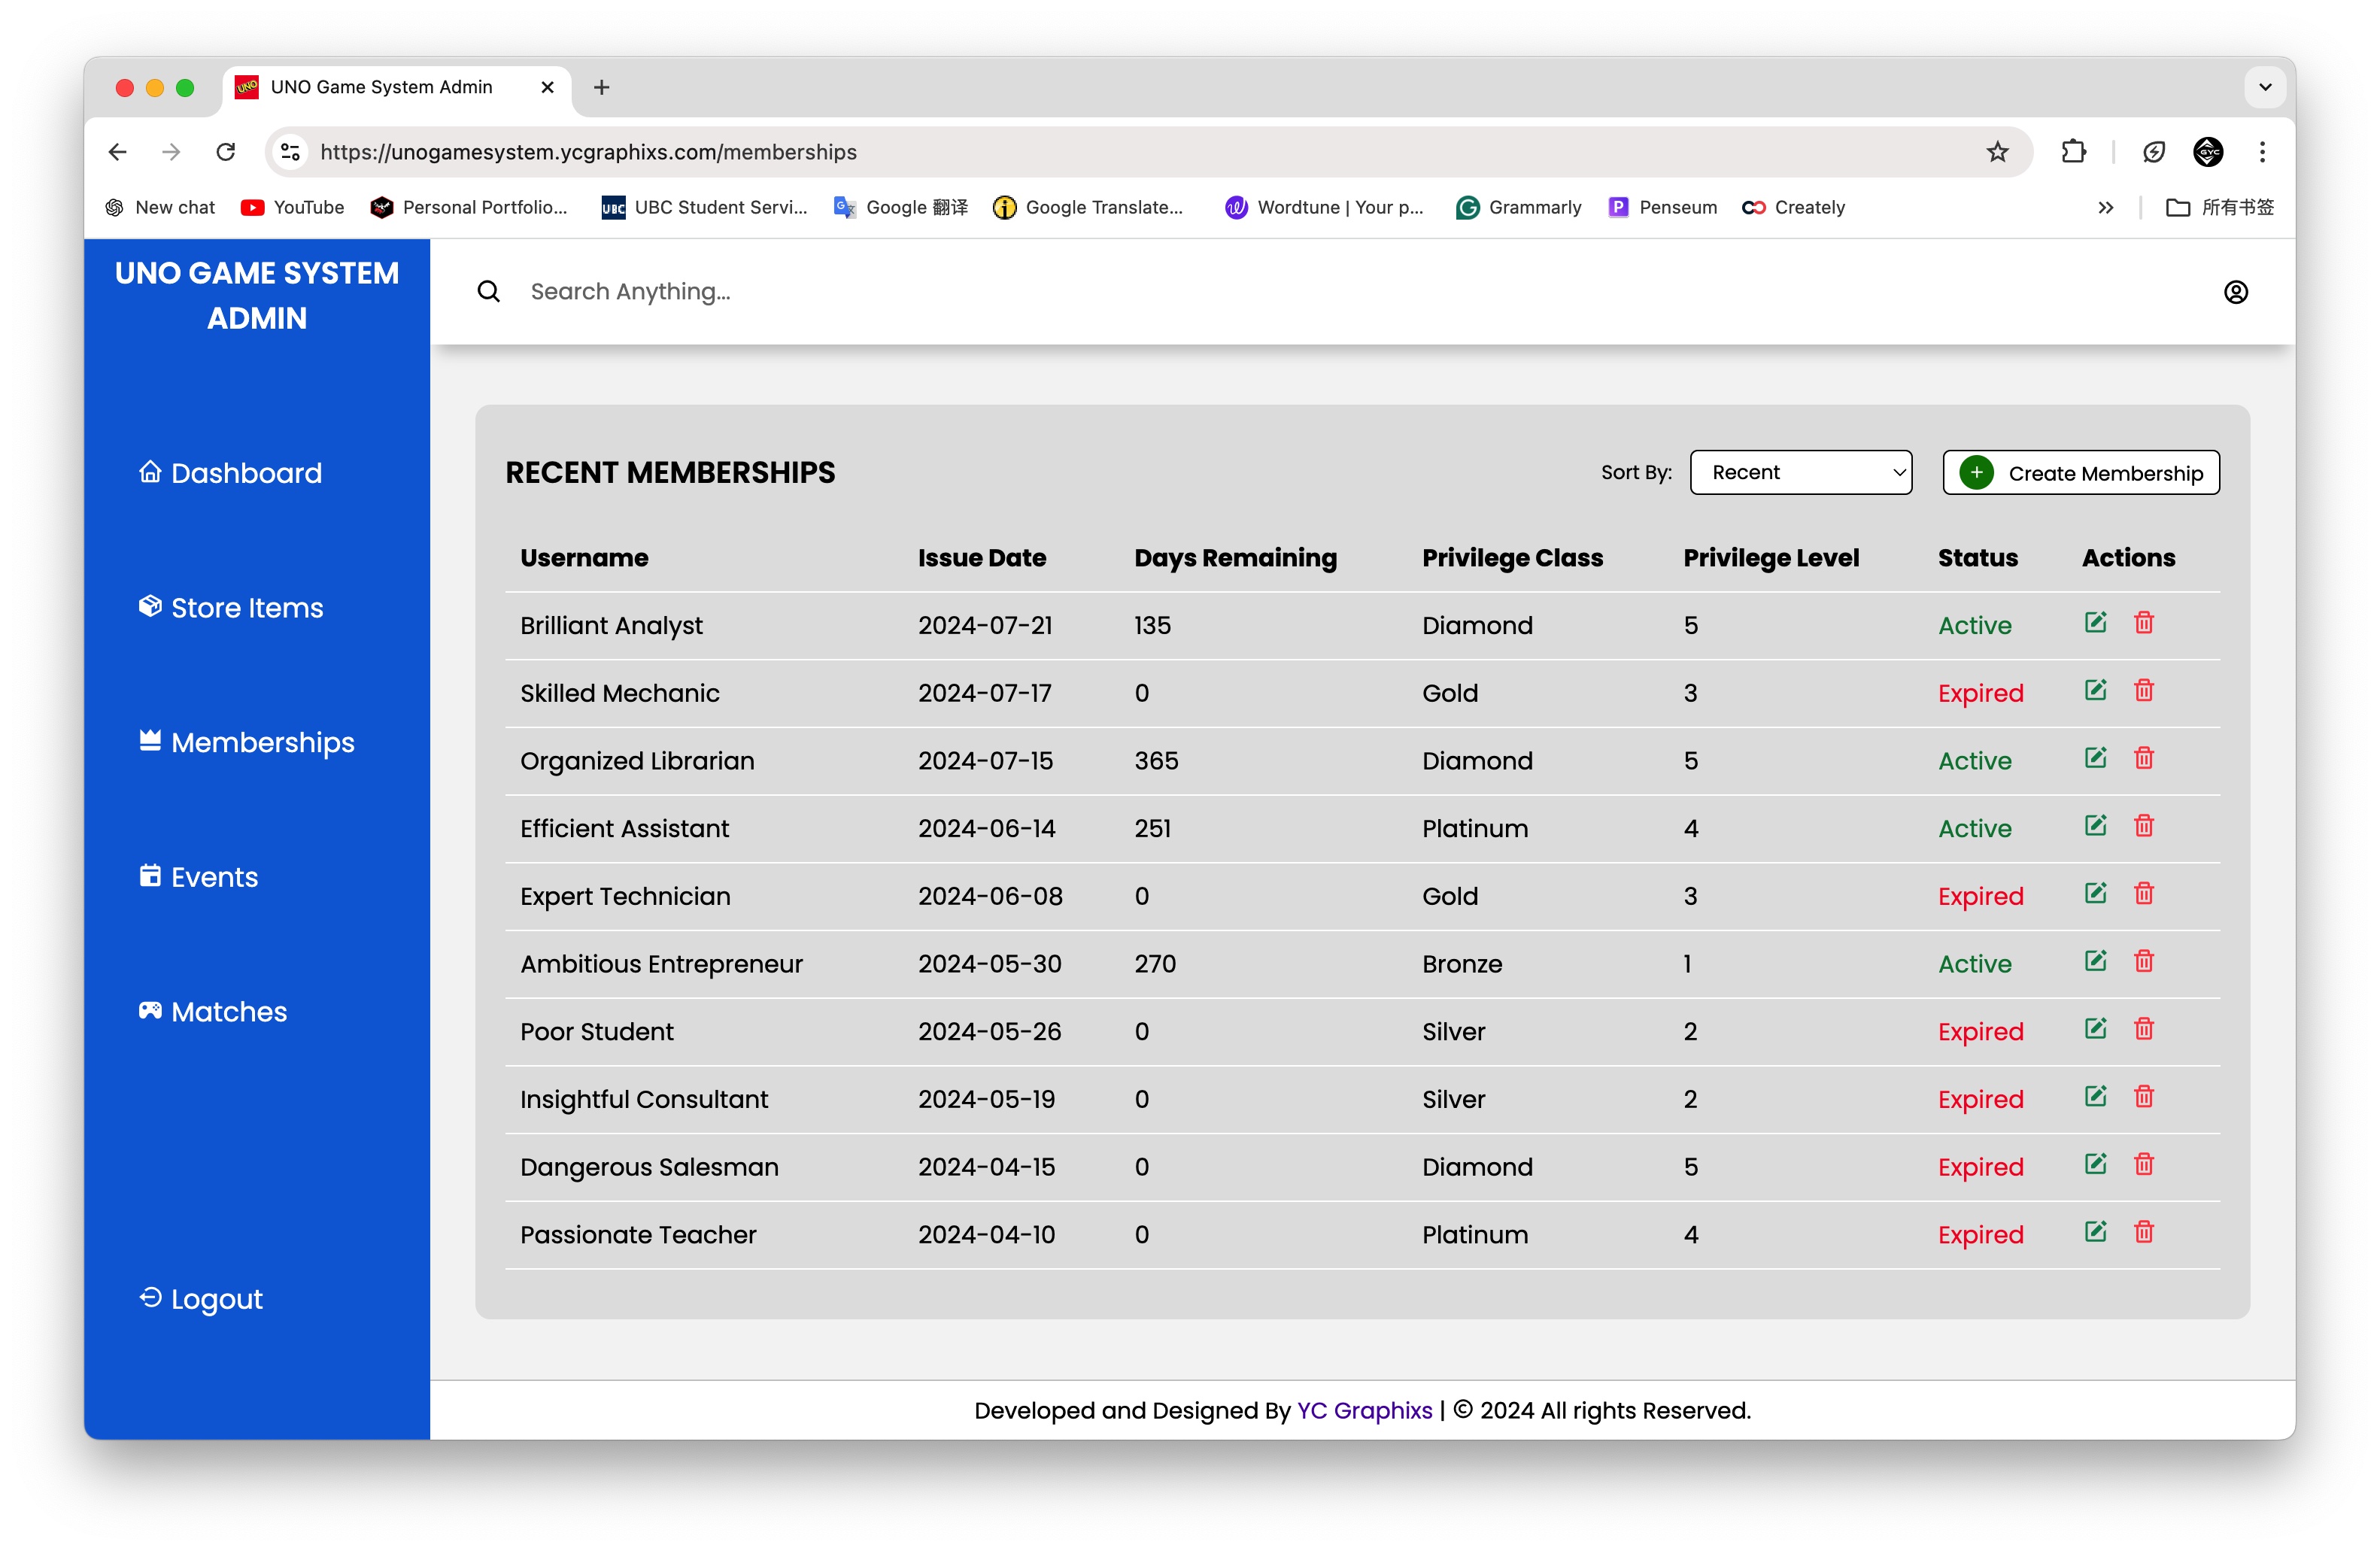 UNO Game System Admin
https://unogamesystem.ycgraphixs.com/memberships
New chat YouTube Personal Portfolio... UBC UBC Student Servi... Google 翻译 Google Translate... Wordtune | Your p... Grammarly Penseum Creately 所有书签
UNO GAME SYSTEM
ADMIN
Search Anything...
Dashboard
Store Items
Memberships
Events
Matches
Logout
RECENT MEMBERSHIPS Sort By: Recent Create Membership
Username Issue Date Days Remaining Privilege Class Privilege Level Status Actions
Brilliant Analyst 2024-07-21 135 Diamond 5 Active
Skilled Mechanic 2024-07-17 0 Gold 3 Expired
Organized Librarian 2024-07-15 365 Diamond 5 Active
Efficient Assistant 2024-06-14 251 Platinum 4 Active
Expert Technician 2024-06-08 0 Gold 3 Expired
Ambitious Entrepreneur 2024-05-30 270 Bronze 1 Active
Poor Student 2024-05-26 0 Silver 2 Expired
Insightful Consultant 2024-05-19 0 Silver 2 Expired
Dangerous Salesman 2024-04-15 0 Diamond 5 Expired
Passionate Teacher 2024-04-10 0 Platinum 4 Expired
Developed and Designed By YC Graphixs | © 2024 All rights Reserved.